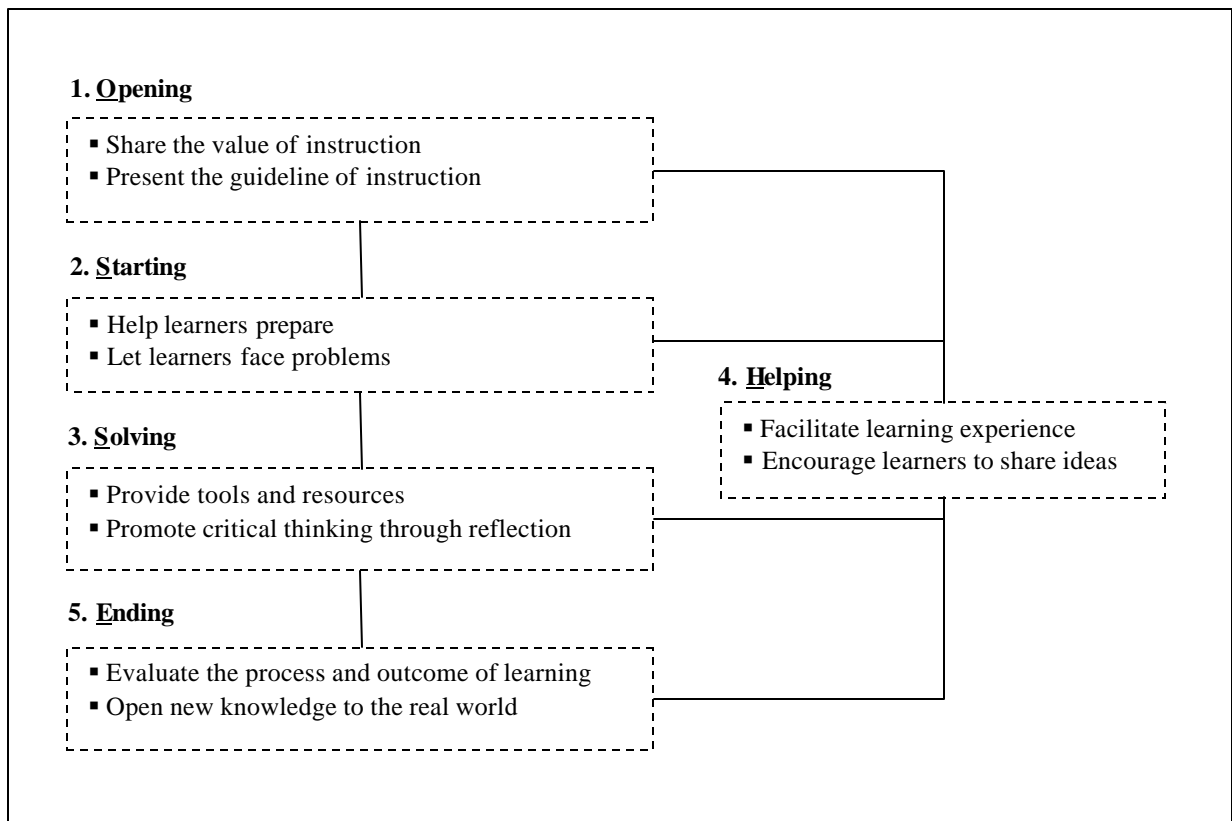 1. Opening
▪ Share the value of instruction
▪ Present the guideline of instruction
2. Starting
▪ Help learners prepare
▪ Let learners face problems
3. Solving
▪ Provide tools and resources
▪ Promote critical thinking through reflection
4. Helping
▪ Facilitate learning experience
▪ Encourage learners to share ideas
5. Ending
▪ Evaluate the process and outcome of learning
▪ Open new knowledge to the real world